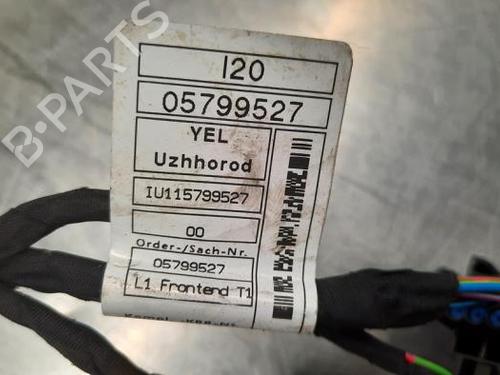 I20
05799527
YEL
Uzhhorod
IU115799527
00
Order-/Sach-Nr.
05799527
L1 Frontend T1
B-PARTS